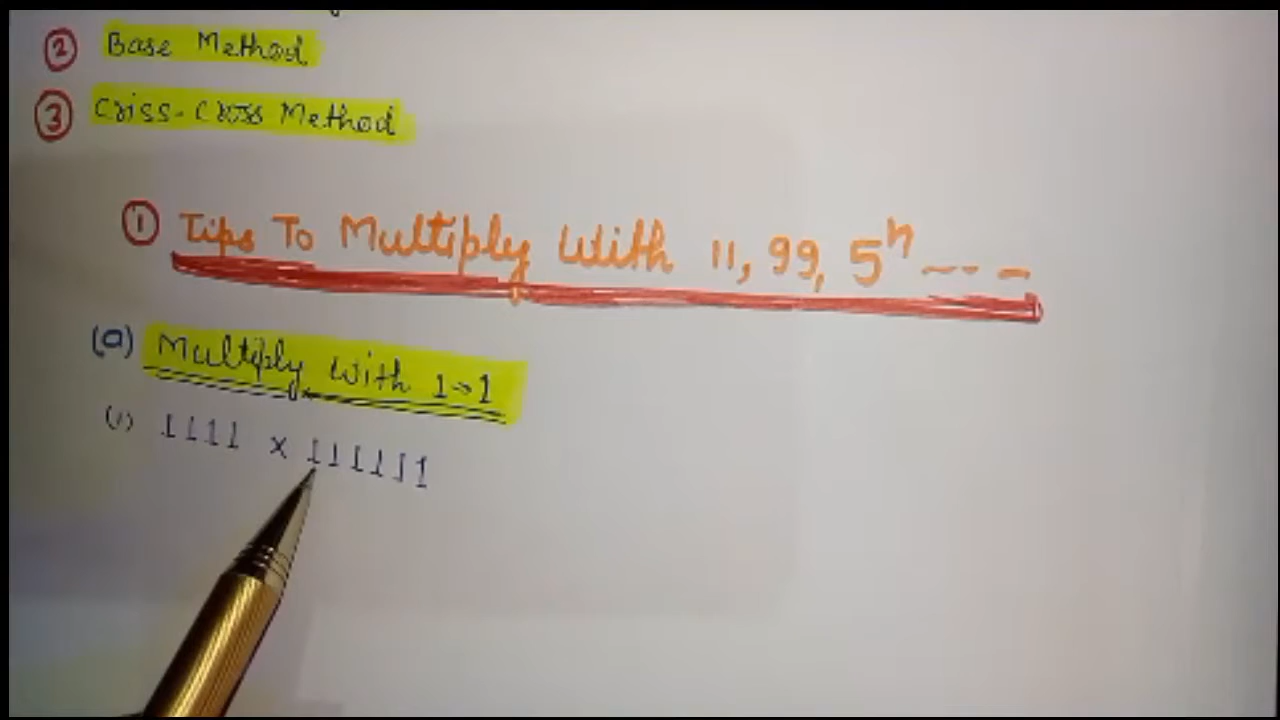 ② Base Method
③ Criss-Cross Method
① Tips To Multiply With 11, 99, 5ⁿ ---
(a) Multiply With 1→1
(i) 1111 x 111111